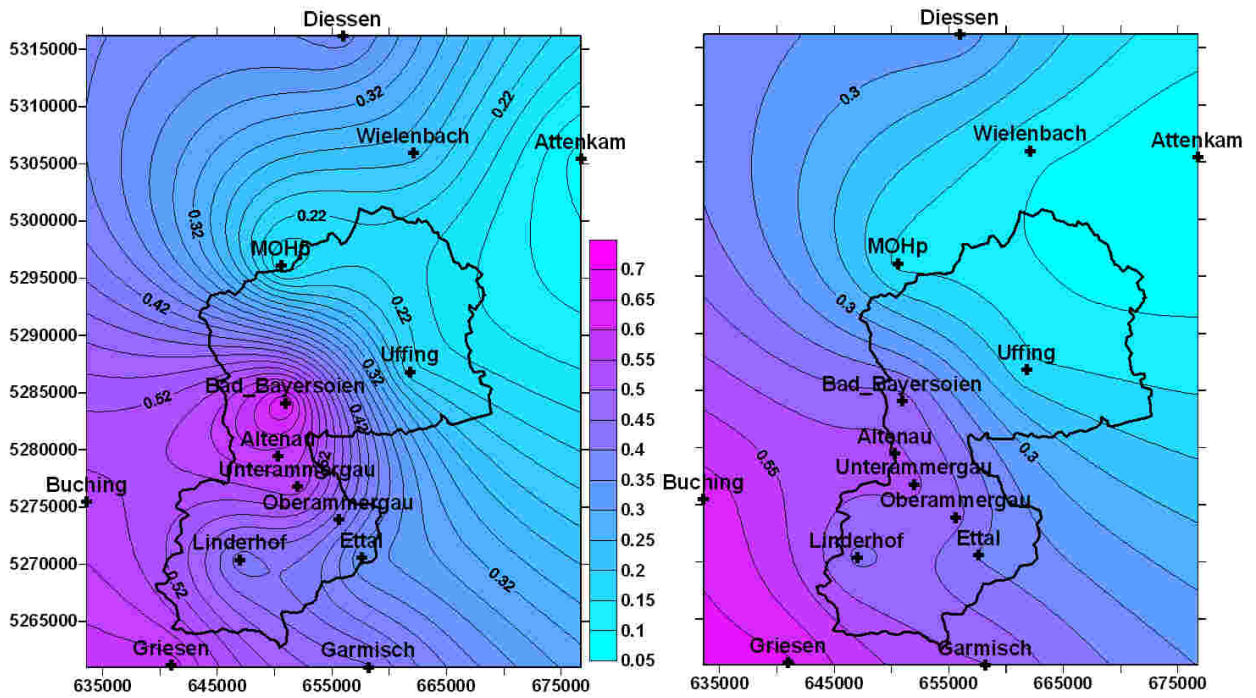 Diessen
5315000
5310000
5305000
5300000
5295000
5290000
5285000
5280000
5275000
5270000
5265000
0.32
0.22
Wielenbach
Attenkam
0.32
0.22
MOHp
0.42
0.22
Uffing
0.32
Bad_Bayersoien
0.52
0.42
Altenau
Unterammergau
Buching
Oberammergau
Linderhof
Ettal
0.52
0.32
Griesen
Garmisch
635000
645000
655000
665000
675000
0.7
0.65
0.6
0.55
0.5
0.45
0.4
0.35
0.3
0.25
0.2
0.15
0.1
0.05
Diessen
0.3
Wielenbach
Attenkam
MOHp
0.3
Uffing
Bad_Bayersoien
Altenau
0.3
0.55
Unterammergau
Buching
Oberammergau
Linderhof
Ettal
Griesen
Garmisch
635000
645000
655000
665000
675000